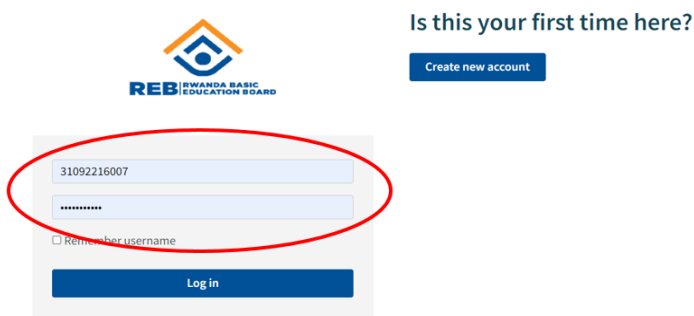 REB RWANDA BASIC
EDUCATION BOARD
31092216007
•••••••••••
Remember username
Log in
Is this your first time here?
Create new account